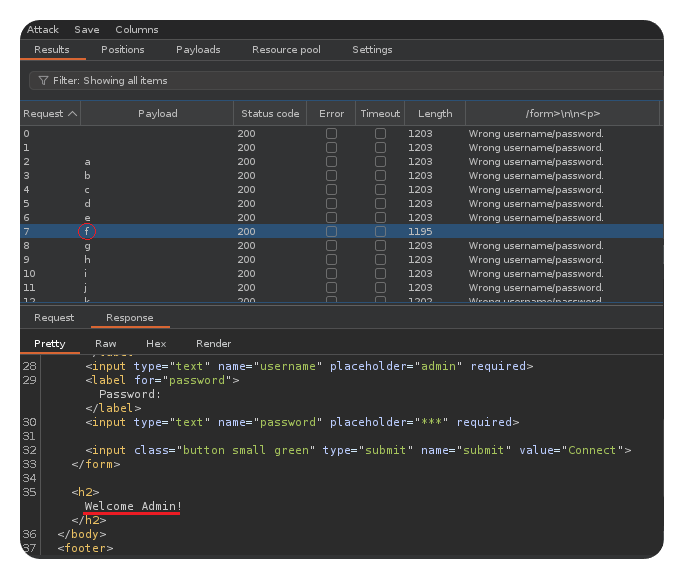 Attack Save Columns
Results Positions Payloads Resource pool Settings
Filter: Showing all items
Request Payload Status code Error Timeout Length /form>\n\n<p>
0 200 1203 Wrong username/password.
1 200 1203 Wrong username/password.
2 a 200 1203 Wrong username/password.
3 b 200 1203 Wrong username/password.
4 c 200 1203 Wrong username/password.
5 d 200 1203 Wrong username/password.
6 e 200 1203 Wrong username/password.
7 f 200 1195
8 g 200 1203 Wrong username/password.
9 h 200 1203 Wrong username/password.
10 i 200 1203 Wrong username/password.
11 j 200 1203 Wrong username/password.
12 k 200 1203 Wrong username/password.
Request Response
Pretty Raw Hex Render
</label>
28 <input type="text" name="username" placeholder="admin" required>
29 <label for="password">
Password:
</label>
30 <input type="text" name="password" placeholder="***" required>
31
32 <input class="button small green" type="submit" name="submit" value="Connect">
33 </form>
34
35 <h2>
Welcome Admin!
</h2>
36 </body>
37 <footer>